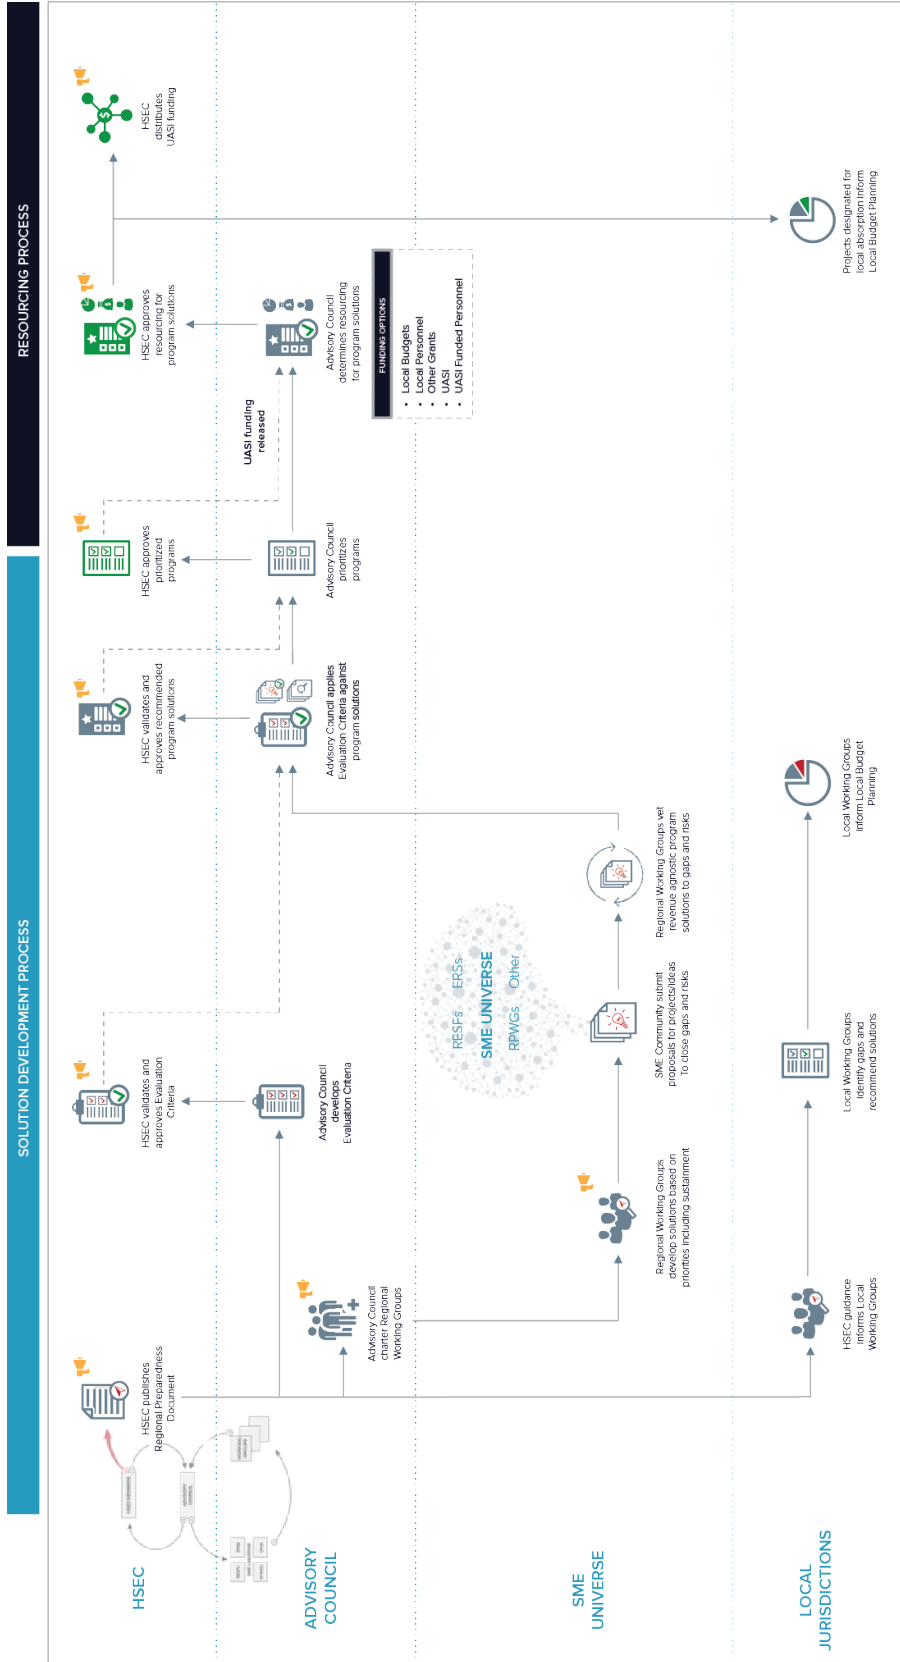 SOLUTION DEVELOPMENT PROCESS
RESOURCING PROCESS
HSEC
HSEC MEMBERS
ADVISORY
COUNCIL
WORKING
GROUPS
HSEC publishes
Regional Preparedness
Document
HSEC validates and
approves Evaluation
Criteria
HSEC validates and
approves recommended
program solutions
HSEC approves
prioritized
programs
HSEC approves
resourcing for
program solutions
HSEC
distributes
UASI funding
ADVISORY
COUNCIL
Advisory Council
charter Regional
Working Groups
Advisory Council
develops
Evaluation Criteria
Advisory Council applies
Evaluation Criteria against
program solutions
Advisory Council
prioritizes
programs
UASI funding
released
Advisory Council
determines resourcing
for program solutions
FUNDING OPTIONS
• Local Budgets
• Local Personnel
• Other Grants
• UASI
• UASI Funded Personnel
SME
UNIVERSE
Regional Working Groups
develop solutions based on
priorities including sustainment
RESFs ERSs
SME UNIVERSE
RPWGs Other
SME Community submit
proposals for projects/ideas
To close gaps and risks
Regional Working Groups vet
revenue agnostic program
solutions to gaps and risks
LOCAL
JURISDICTIONS
HSEC guidance
Informs Local
Working Groups
Local Working Groups
Identify gaps and
recommend solutions
Local Working Groups
Inform Local Budget
Planning
Projects designated for
local absorption Inform
Local Budget Planning